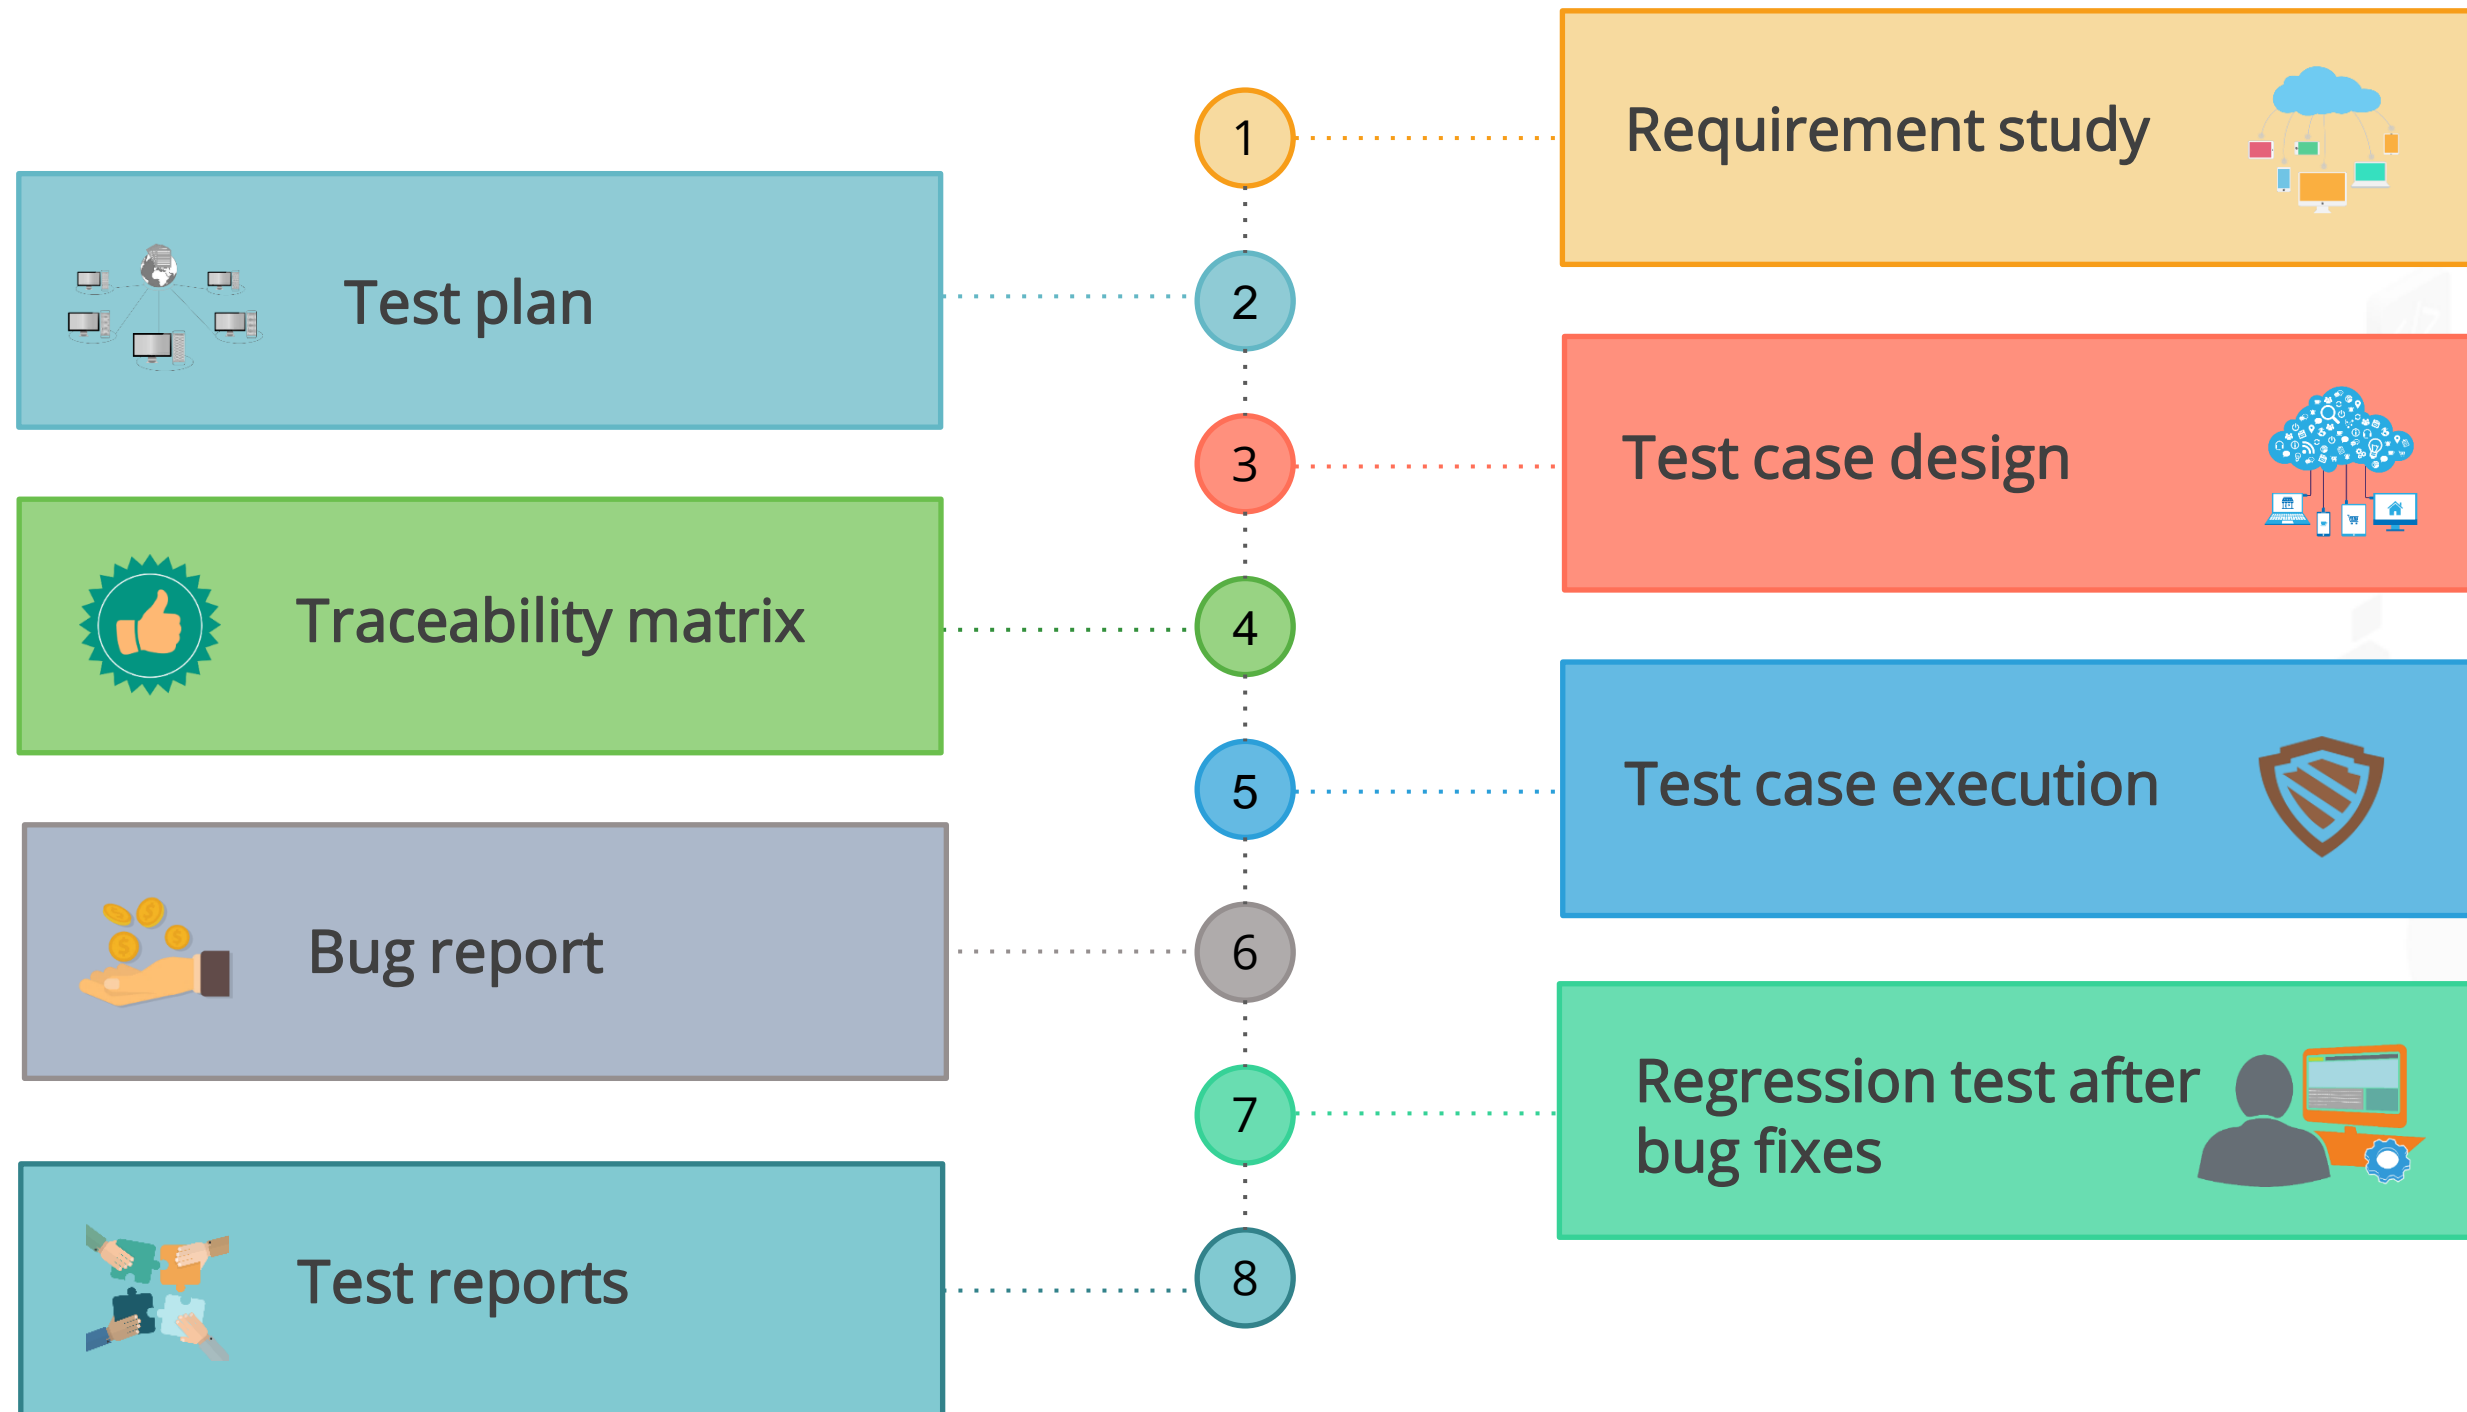 1
Requirement study
2
Test plan
3
Test case design
4
Traceability matrix
5
Test case execution
6
Bug report
7
Regression test after
bug fixes
8
Test reports